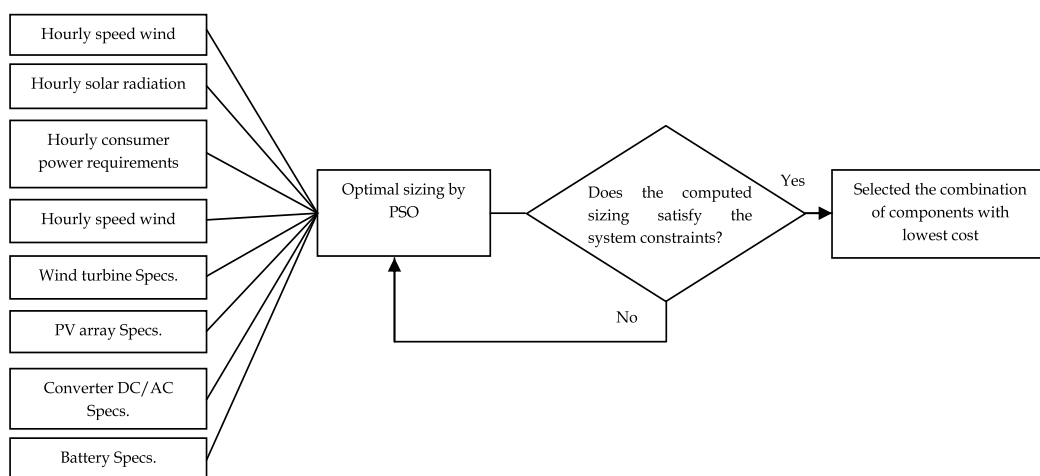 Hourly speed wind
Hourly solar radiation
Hourly consumer
power requirements
Hourly speed wind
Wind turbine Specs.
PV array Specs.
Converter DC/AC
Specs.
Battery Specs.
Optimal sizing by
PSO
Does the computed
sizing satisfy the
system constraints?
Yes
No
Selected the combination
of components with
lowest cost